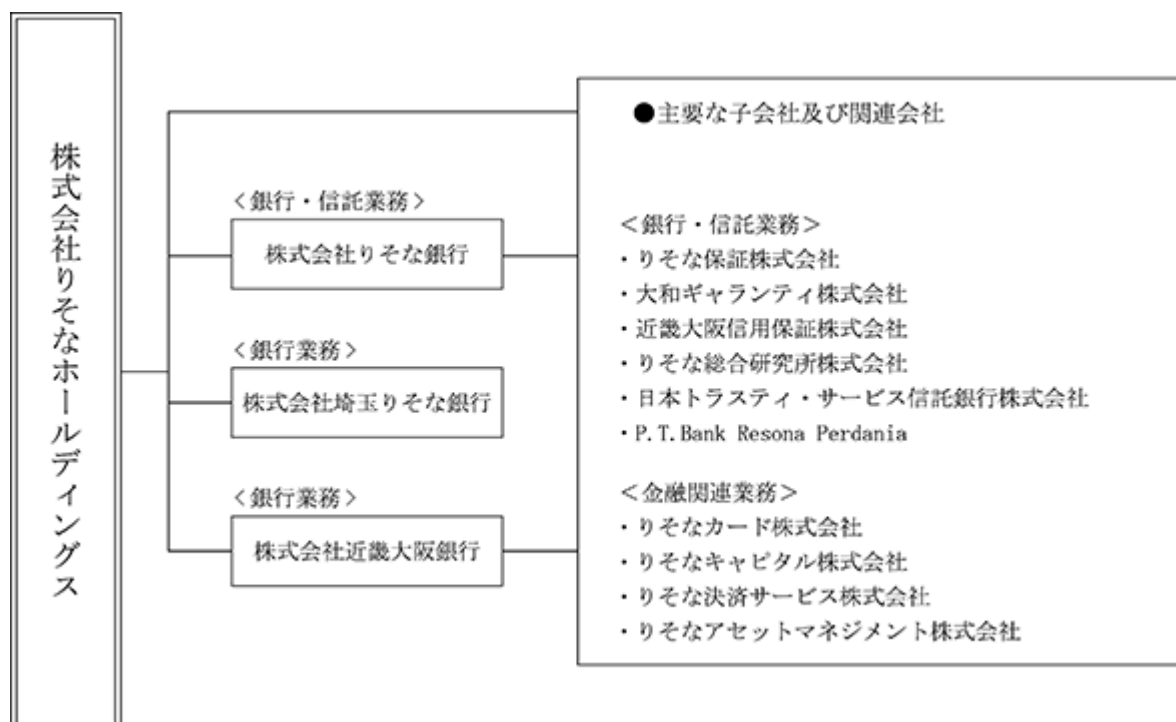 株式会社りそなホールディングス
＜銀行・信託業務＞
株式会社りそな銀行
＜銀行業務＞
株式会社埼玉りそな銀行
＜銀行業務＞
株式会社近畿大阪銀行
●主要な子会社及び関連会社
＜銀行・信託業務＞
・りそな保証株式会社
・大和ギャランティ株式会社
・近畿大阪信用保証株式会社
・りそな総合研究所株式会社
・日本トラスティ・サービス信託銀行株式会社
・P.T.Bank Resona Perdania
＜金融関連業務＞
・りそなカード株式会社
・りそなキャピタル株式会社
・りそな決済サービス株式会社
・りそなアセットマネジメント株式会社